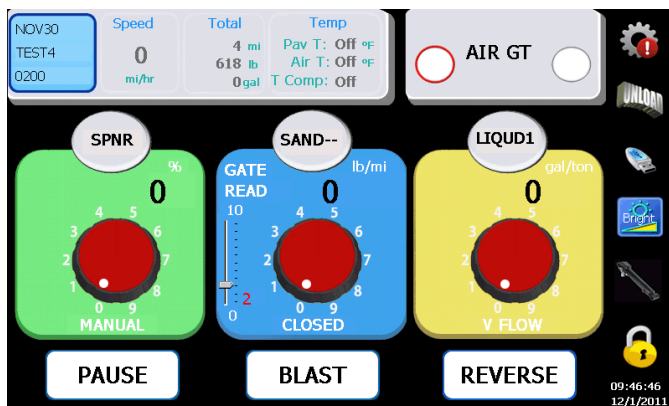 NOV30
TEST4
0200
Speed
0
mi/hr
Total
4 mi
618 lb
0 gal
Temp
Pav T: Off °F
Air T: Off °F
T Comp: Off
AIR GT
UNLOAD
Bright
SPNR
%
0
0 1 2 3 4 5 6 7 8 9
MANUAL
SAND--
lb/mi
GATE
READ
0
10
2
0
0 1 2 3 4 5 6 7 8 9
CLOSED
LIQUD1
gal/ton
0
0 1 2 3 4 5 6 7 8 9
V FLOW
PAUSE
BLAST
REVERSE
09:46:46
12/1/2011